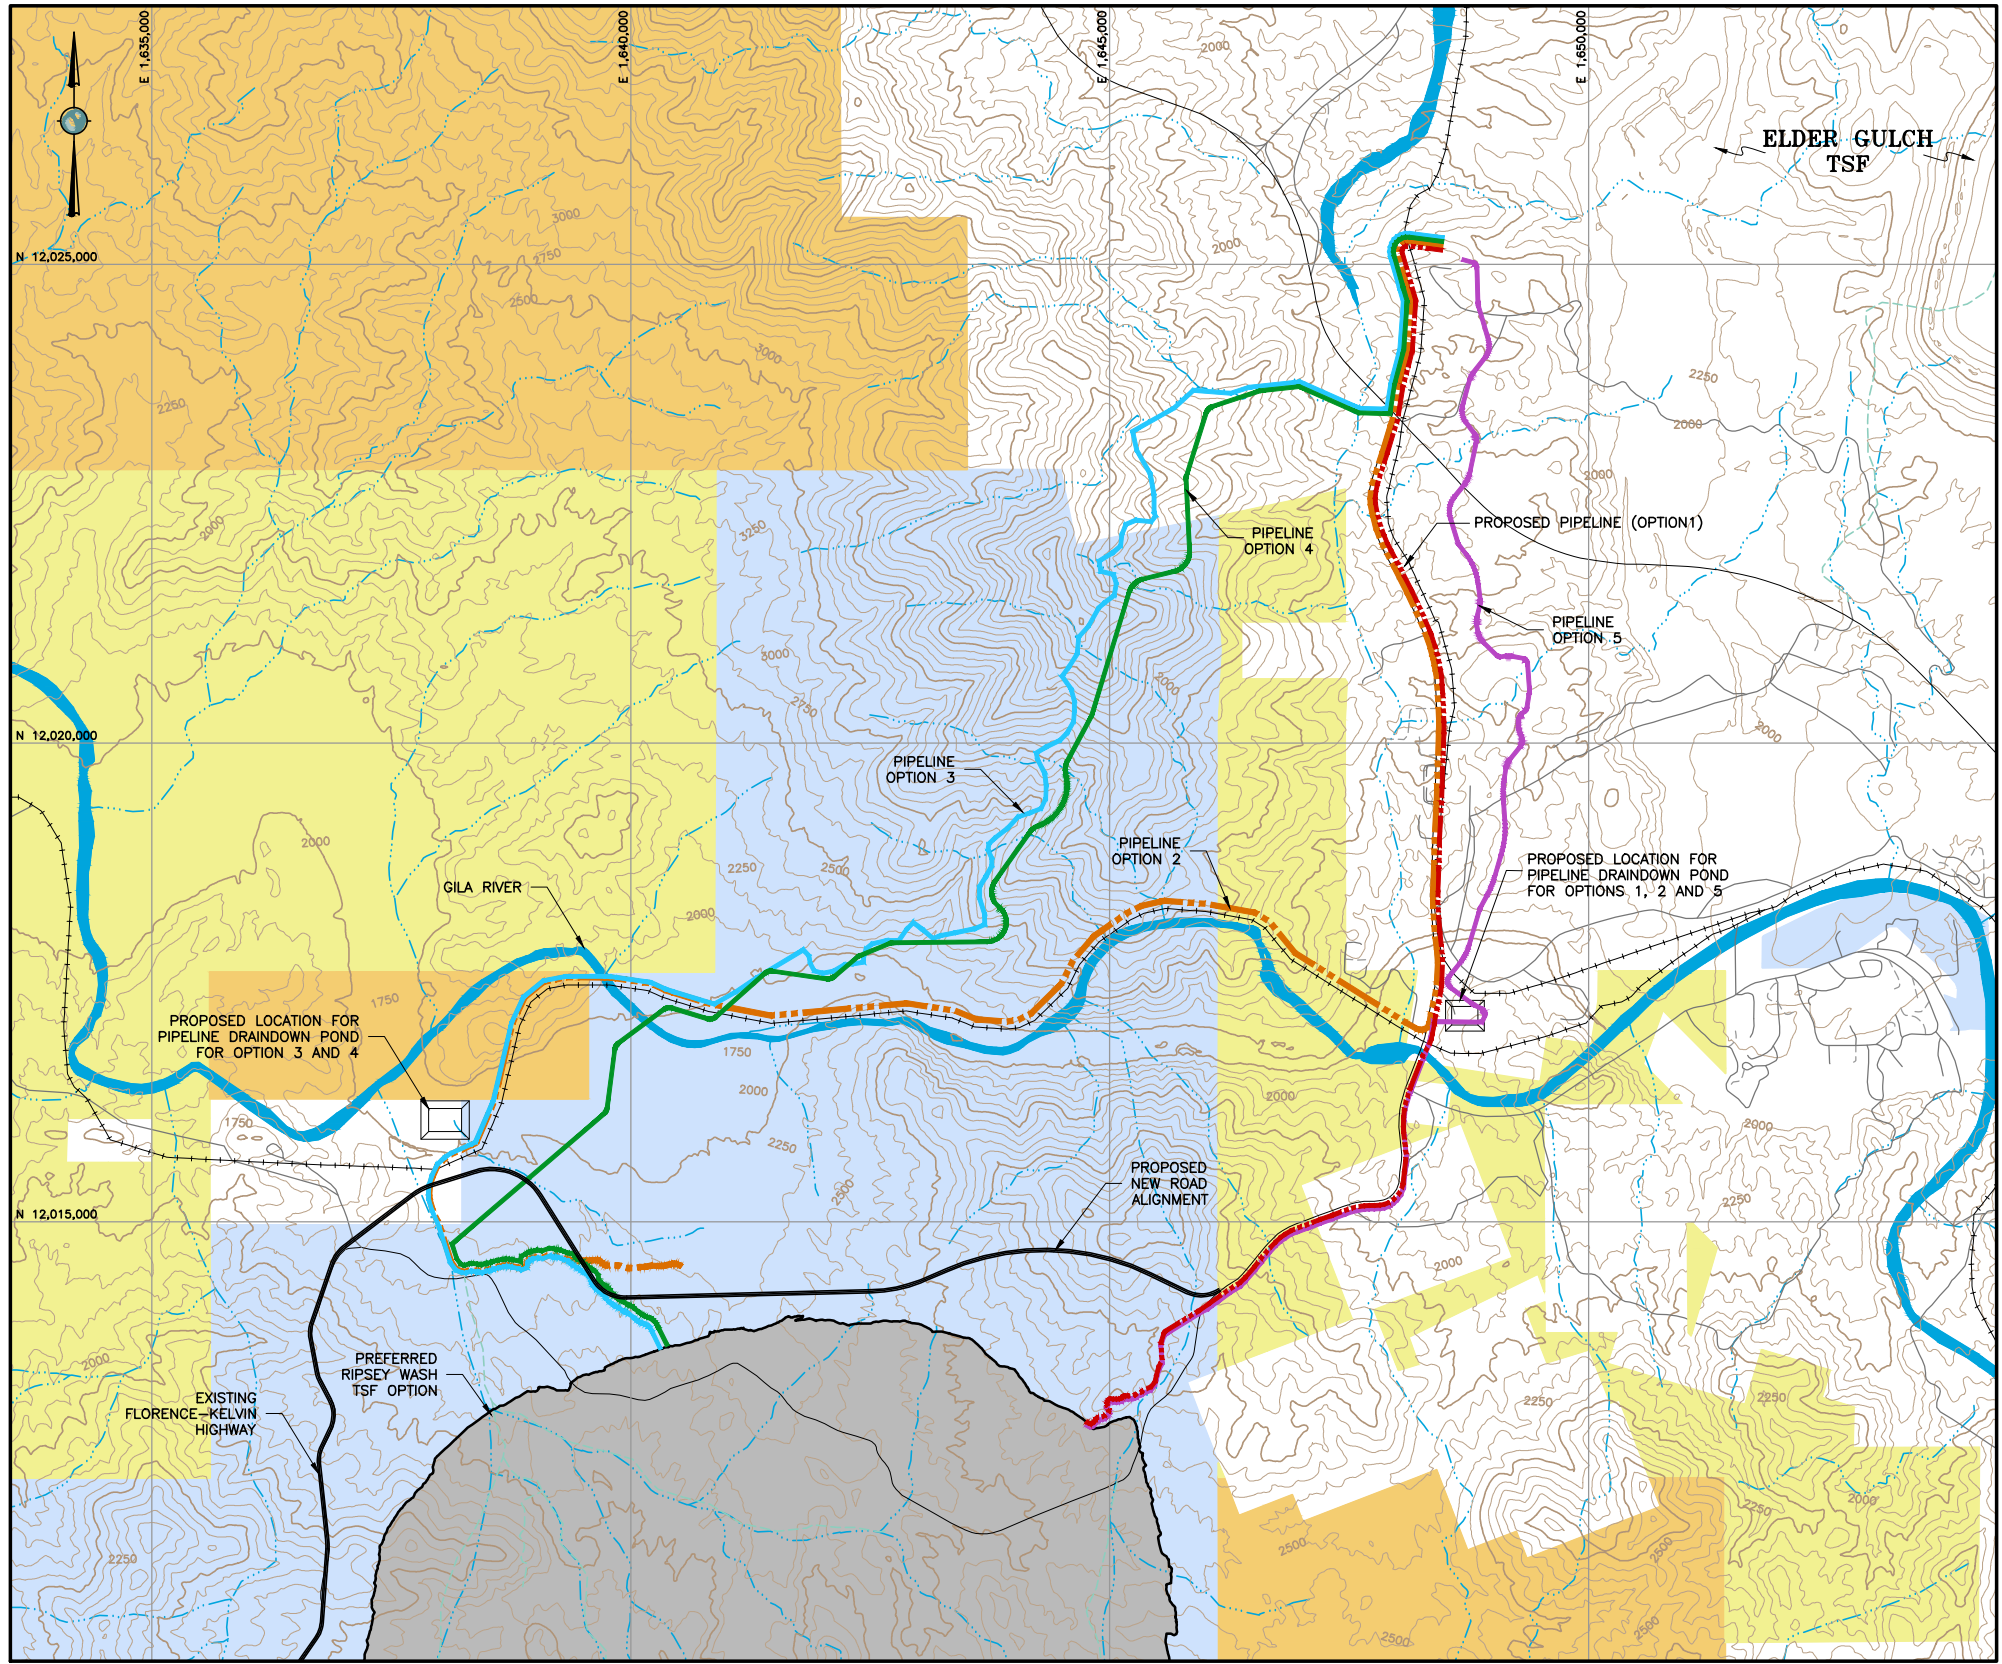 E 1,635,000
E 1,640,000
E 1,645,000
E 1,650,000
2000
ELDER GULCH
TSF
3000
2750
2500
2000
N 12,025,000
3000
2250
2250
2000
2000
2000
3250
PROPOSED PIPELINE (OPTION1)
PIPELINE
OPTION 4
PIPELINE
OPTION 5
3000
2750
2000
2000
N 12,020,000
PIPELINE
OPTION 3
2000
2250
2500
PIPELINE
OPTION 2
PROPOSED LOCATION FOR
PIPELINE DRAINDOWN POND
FOR OPTIONS 1, 2 AND 5
GILA RIVER
2000
1750
PROPOSED LOCATION FOR
PIPELINE DRAINDOWN POND
FOR OPTION 3 AND 4
1750
2000
2000
1750
2250
2000
PROPOSED
NEW ROAD
ALIGNMENT
2500
2250
N 12,015,000
2000
2000
PREFERRED
RIPSEY WASH
TSF OPTION
EXISTING
FLORENCE-KELVIN
HIGHWAY
2250
2250
2250
2000
2250
2500
2500
2500
2500